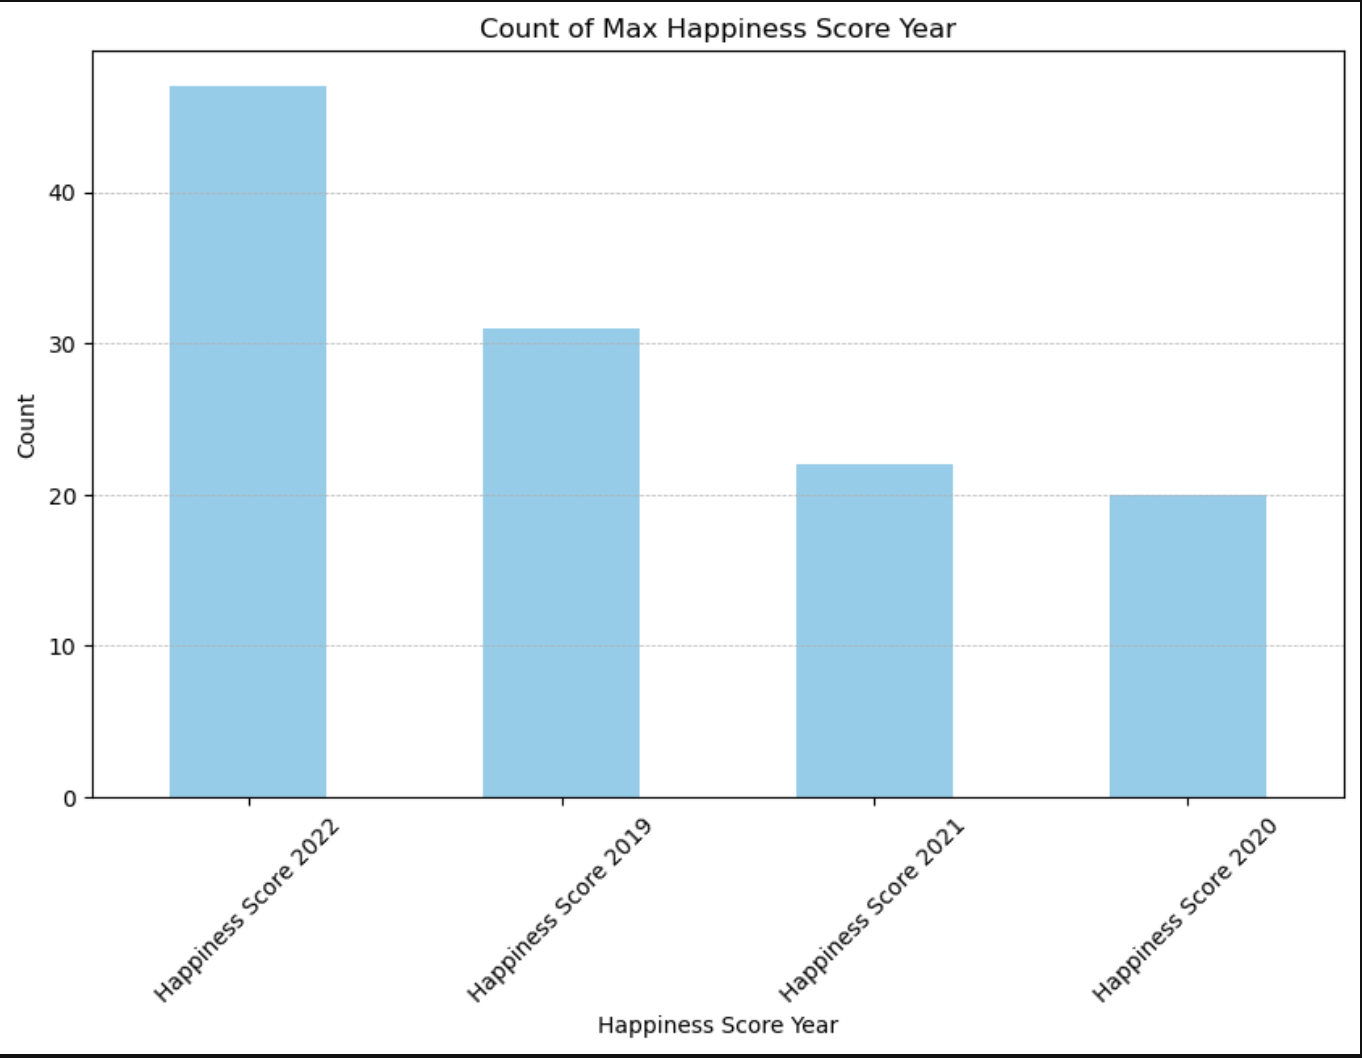 Count of Max Happiness Score Year
Count
40
30
20
10
0
Happiness Score 2022
Happiness Score 2019
Happiness Score 2021
Happiness Score 2020
Happiness Score Year